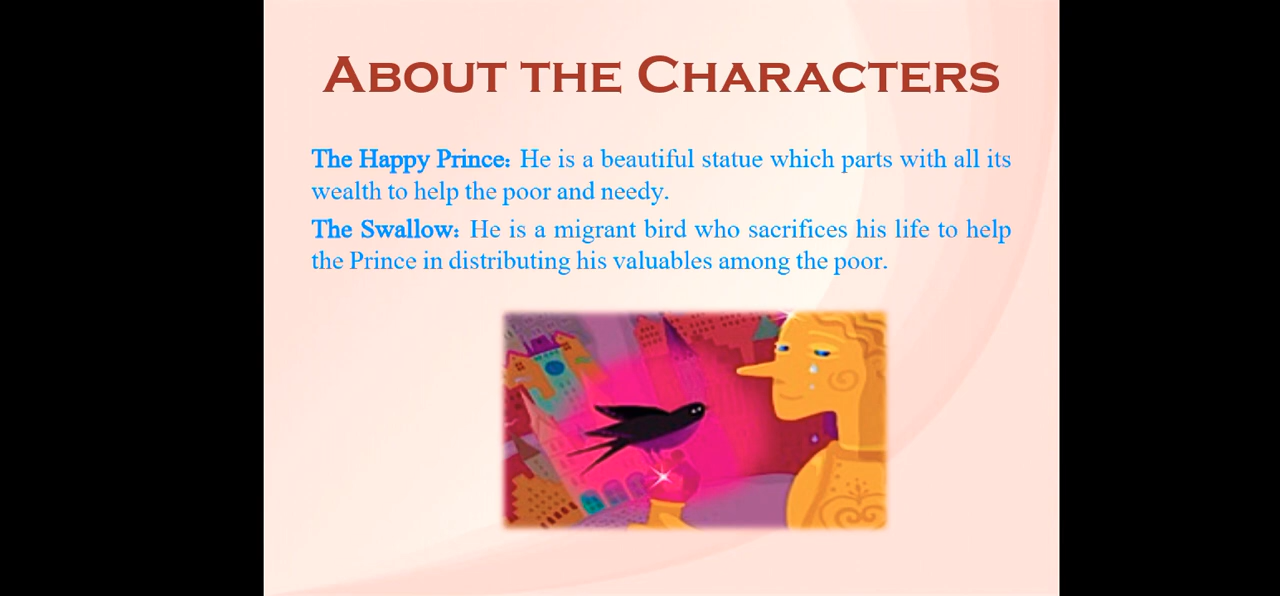 ABOUT THE CHARACTERS
The Happy Prince: He is a beautiful statue which parts with all its
wealth to help the poor and needy.
The Swallow: He is a migrant bird who sacrifices his life to help
the Prince in distributing his valuables among the poor.